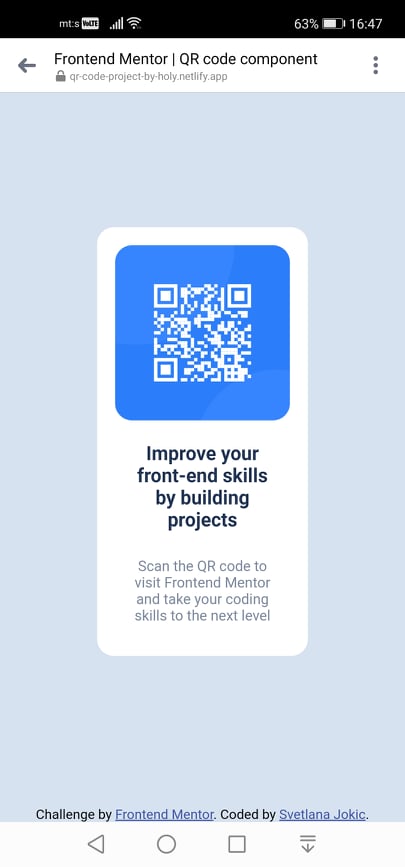 mt:s VoLTE 63% 16:47
Frontend Mentor | QR code component
qr-code-project-by-holy.netlify.app
Improve your
front-end skills
by building
projects
Scan the QR code to
visit Frontend Mentor
and take your coding
skills to the next level
Challenge by Frontend Mentor. Coded by Svetlana Jokic.